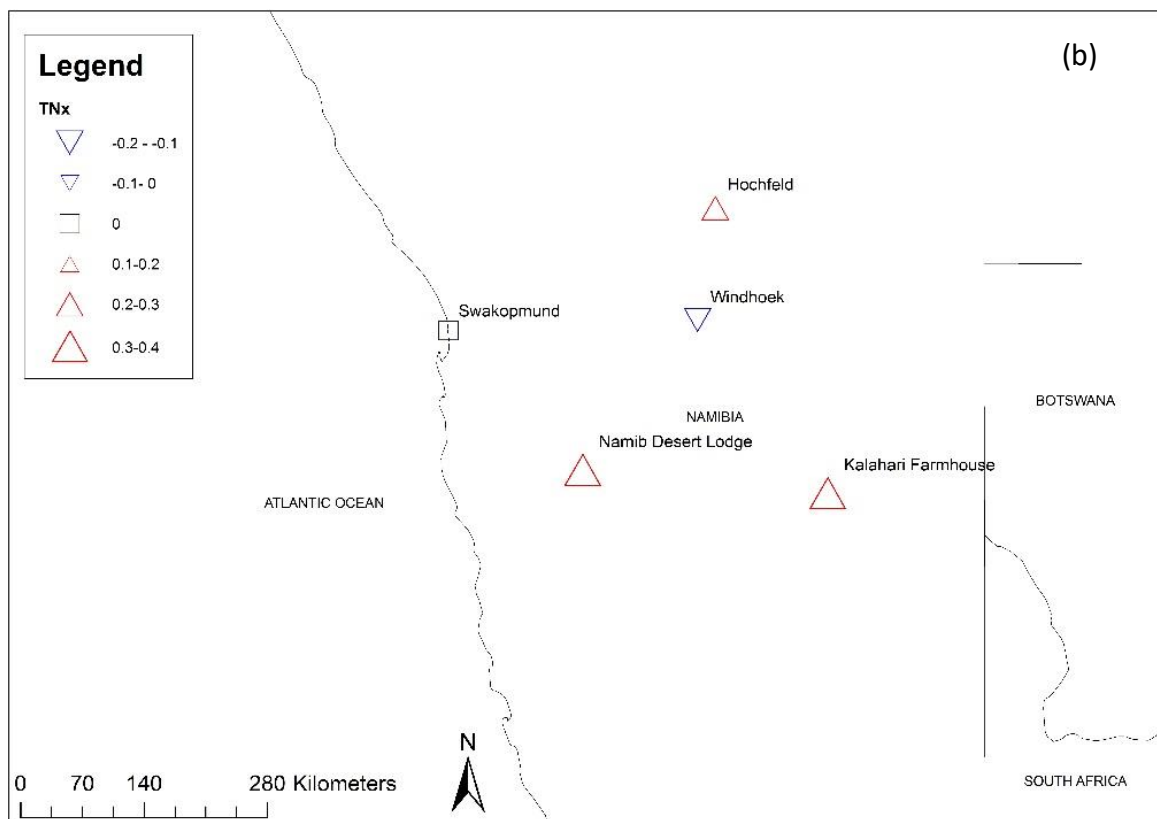 (b)
Legend
TNx
-0.2 - -0.1
-0.1- 0
0
0.1-0.2
0.2-0.3
0.3-0.4
Hochfeld
Windhoek
Swakopmund
BOTSWANA
NAMIBIA
Namib Desert Lodge
Kalahari Farmhouse
ATLANTIC OCEAN
N
0 70 140 280 Kilometers
SOUTH AFRICA